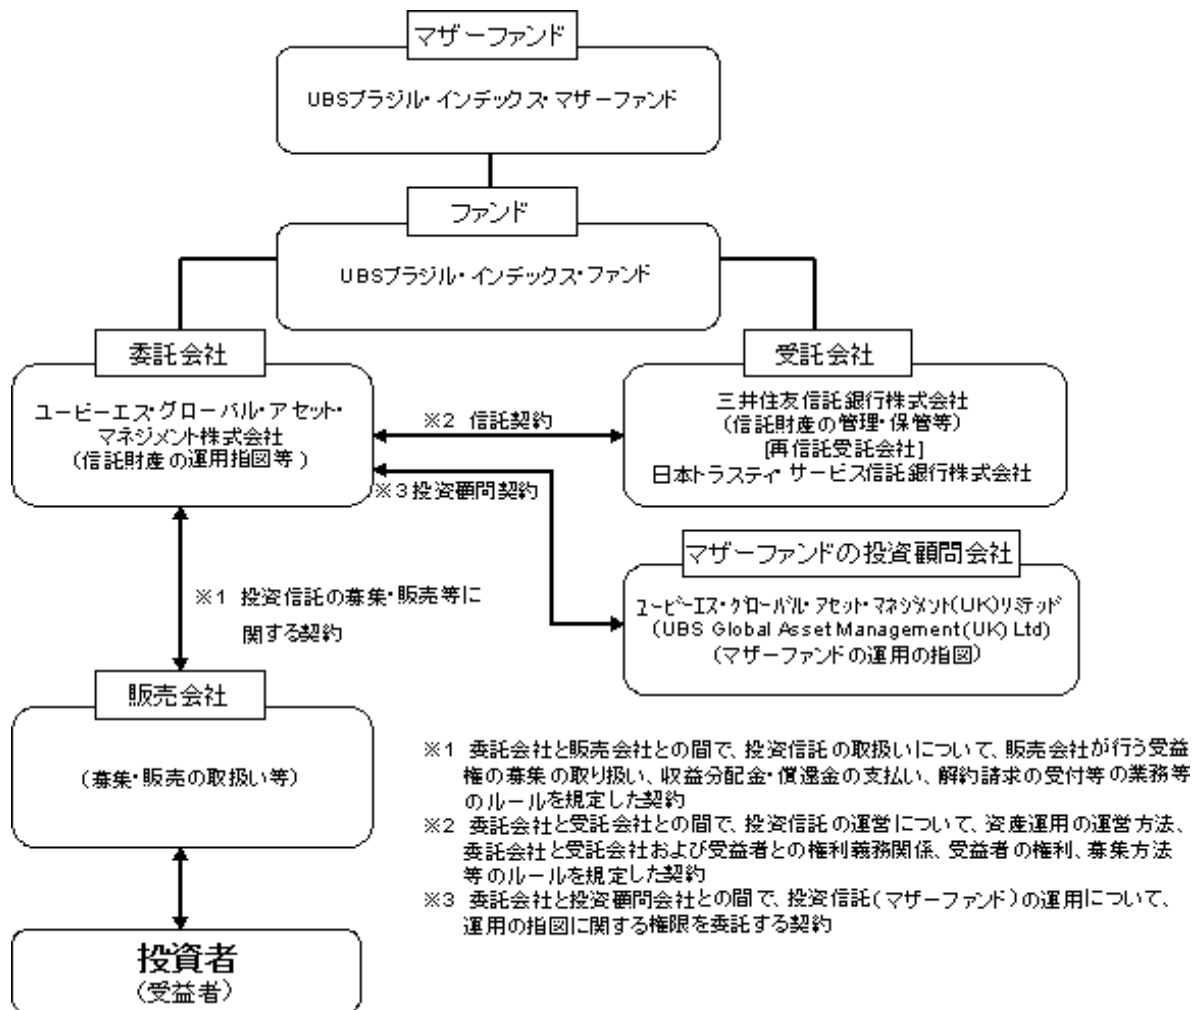 マザーファンド
UBSブラジル・インデックス・マザーファンド
ファンド
UBSブラジル・インデックス・ファンド
委託会社
ユービーエス・グローバル・アセット・
マネジメント株式会社
(信託財産の運用指図等)
受託会社
三井住友信託銀行株式会社
(信託財産の管理・保管等)
[再信託受託会社]
日本トラスティ・サービス信託銀行株式会社
※2 信託契約
※3投資顧問契約
マザーファンドの投資顧問会社
ユービーエス・グローバル・アセット・マネジメント(UK)リミテッド
(UBS Global Asset Management(UK) Ltd)
(マザーファンドの運用の指図)
※1 投資信託の募集・販売等に
関する契約
販売会社
(募集・販売の取扱い等)
投資者
(受益者)
※1 委託会社と販売会社との間で、投資信託の取扱いについて、販売会社が行う受益
権の募集の取り扱い、収益分配金・償還金の支払い、解約請求の受付等の業務等
のルールを規定した契約
※2 委託会社と受託会社との間で、投資信託の運営について、資産運用の運営方法、
委託会社と受託会社および受益者との権利義務関係、受益者の権利、募集方法
等のルールを規定した契約
※3 委託会社と投資顧問会社との間で、投資信託(マザーファンド)の運用について、
運用の指図に関する権限を委託する契約